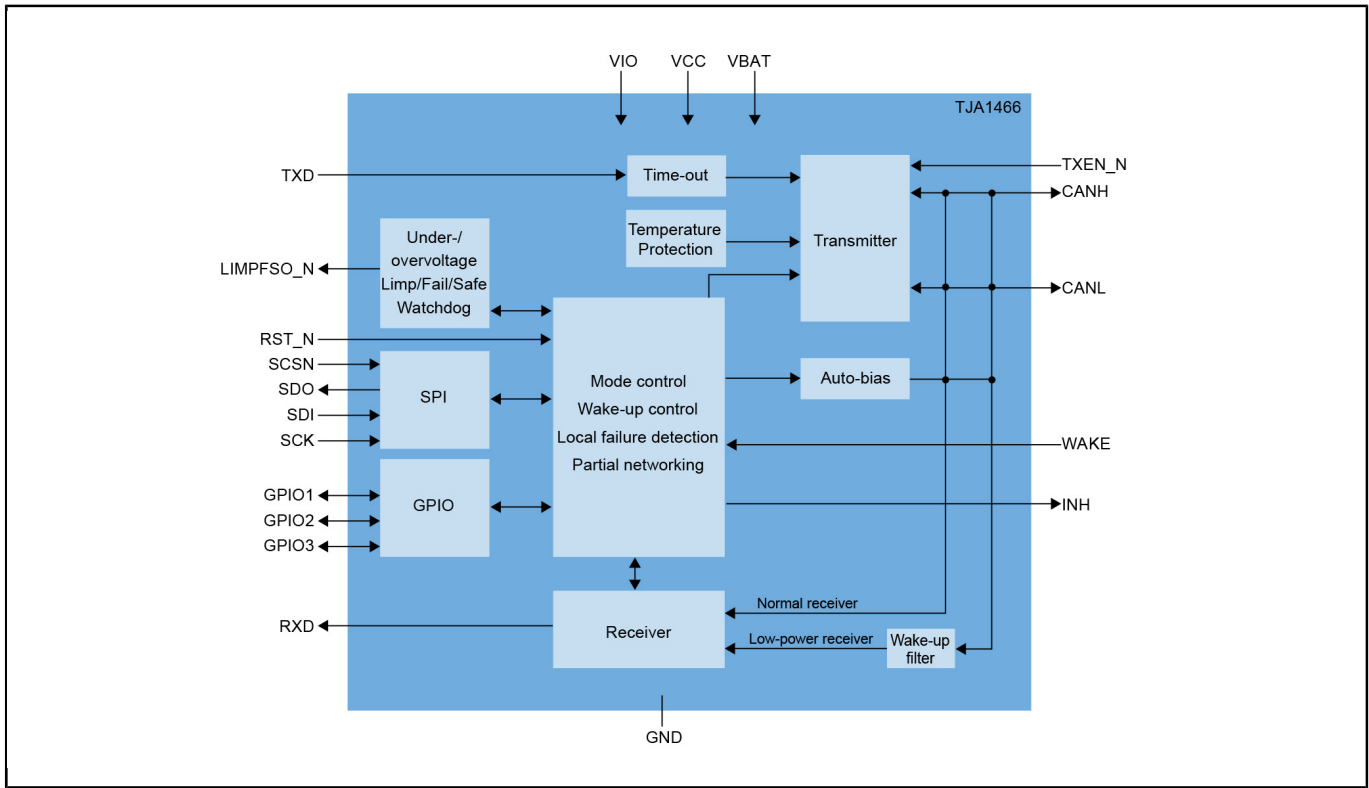 VIO VCC VBAT
TJA1466
TXD
Time-out
TXEN_N
CANH
Temperature
Protection
Transmitter
Under-/
overvoltage
Limp/Fail/Safe
Watchdog
LIMPFSO_N
CANL
RST_N
SCSN
SDO
SDI
SCK
SPI
Mode control
Wake-up control
Local failure detection
Partial networking
Auto-bias
WAKE
GPIO1
GPIO2
GPIO3
GPIO
INH
Normal receiver
RXD
Receiver
Low-power receiver
Wake-up
filter
GND